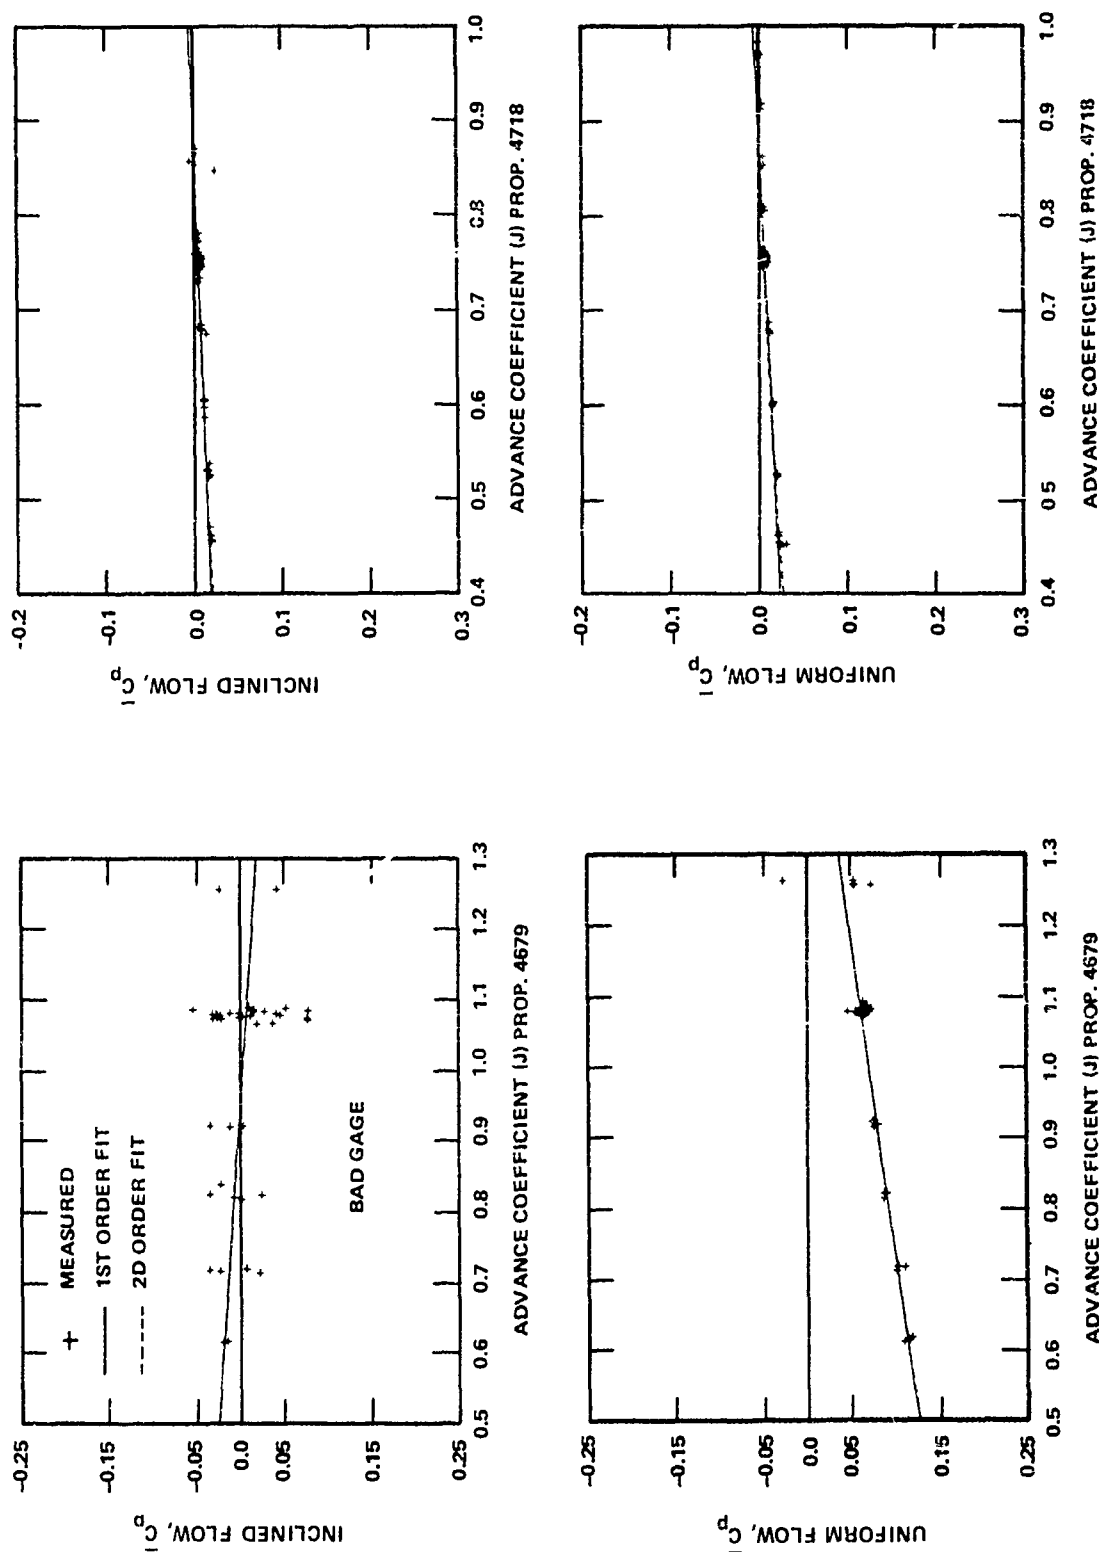 −0.2
−0.1
0.0
0.1
0.2
0.3
INCLINED FLOW, C̄p
0.4 0.5 0.6 0.7 0.8 0.9 1.0
ADVANCE COEFFICIENT (J) PROP. 4718
−0.2
−0.1
0.0
0.1
0.2
0.3
UNIFORM FLOW, C̄p
0.4 0.5 0.6 0.7 0.8 0.9 1.0
ADVANCE COEFFICIENT (J) PROP. 4718
−0.25
−0.15
−0.05
0.0
0.05
0.15
0.25
INCLINED FLOW, C̄p
+ MEASURED
1ST ORDER FIT
2D ORDER FIT
BAD GAGE
0.5 0.6 0.7 0.8 0.9 1.0 1.1 1.2 1.3
ADVANCE COEFFICIENT (J) PROP. 4679
−0.25
−0.15
−0.05
0.0
0.05
0.15
0.25
UNIFORM FLOW, C̄p
0.5 0.6 0.7 0.8 0.9 1.0 1.1 1.2 1.3
ADVANCE COEFFICIENT (J) PROP. 4679